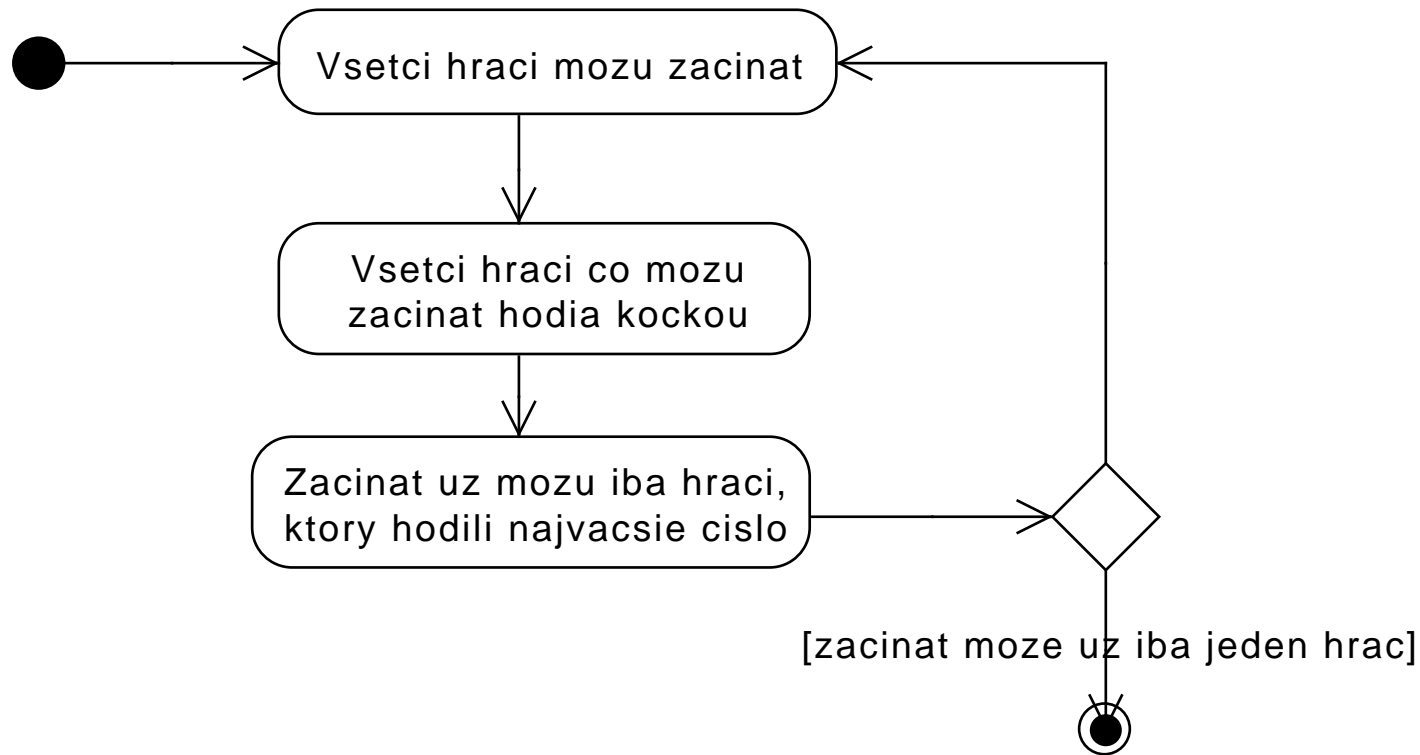 Vsetci hraci mozu zacinat
Vsetci hraci co mozu
zacinat hodia kockou
Zacinat uz mozu iba hraci,
ktory hodili najvacsie cislo
[zacinat moze uz iba jeden hrac]